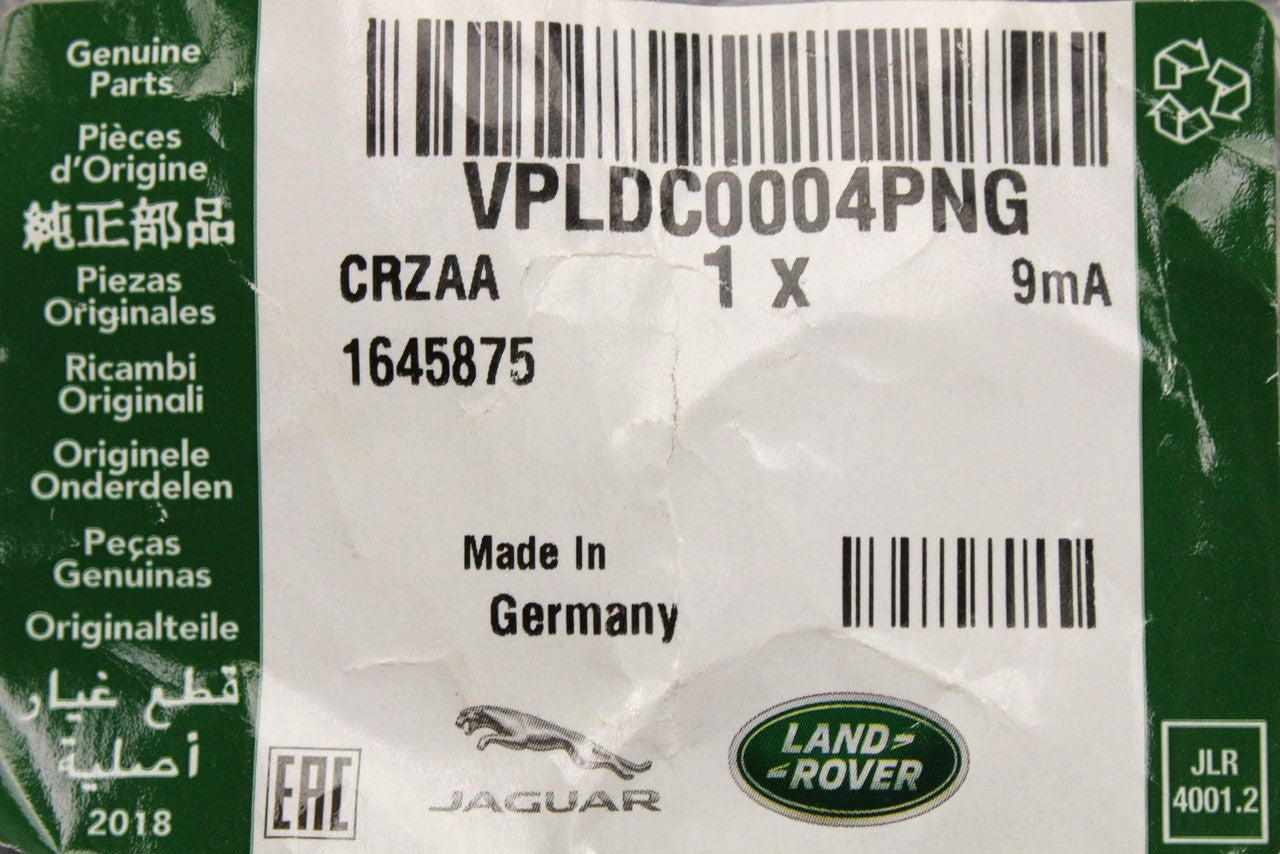 Genuine
Parts
Pièces
d'Origine
純正部品
Piezas
Originales
Ricambi
Originali
Originele
Onderdelen
Peças
Genuinas
Originalteile
قطع غيار
أصلية
2018
VPLDC0004PNG
CRZAA
1 x
9mA
1645875
Made In
Germany
EAC
JAGUAR
LAND-
-ROVER
JLR
4001.2